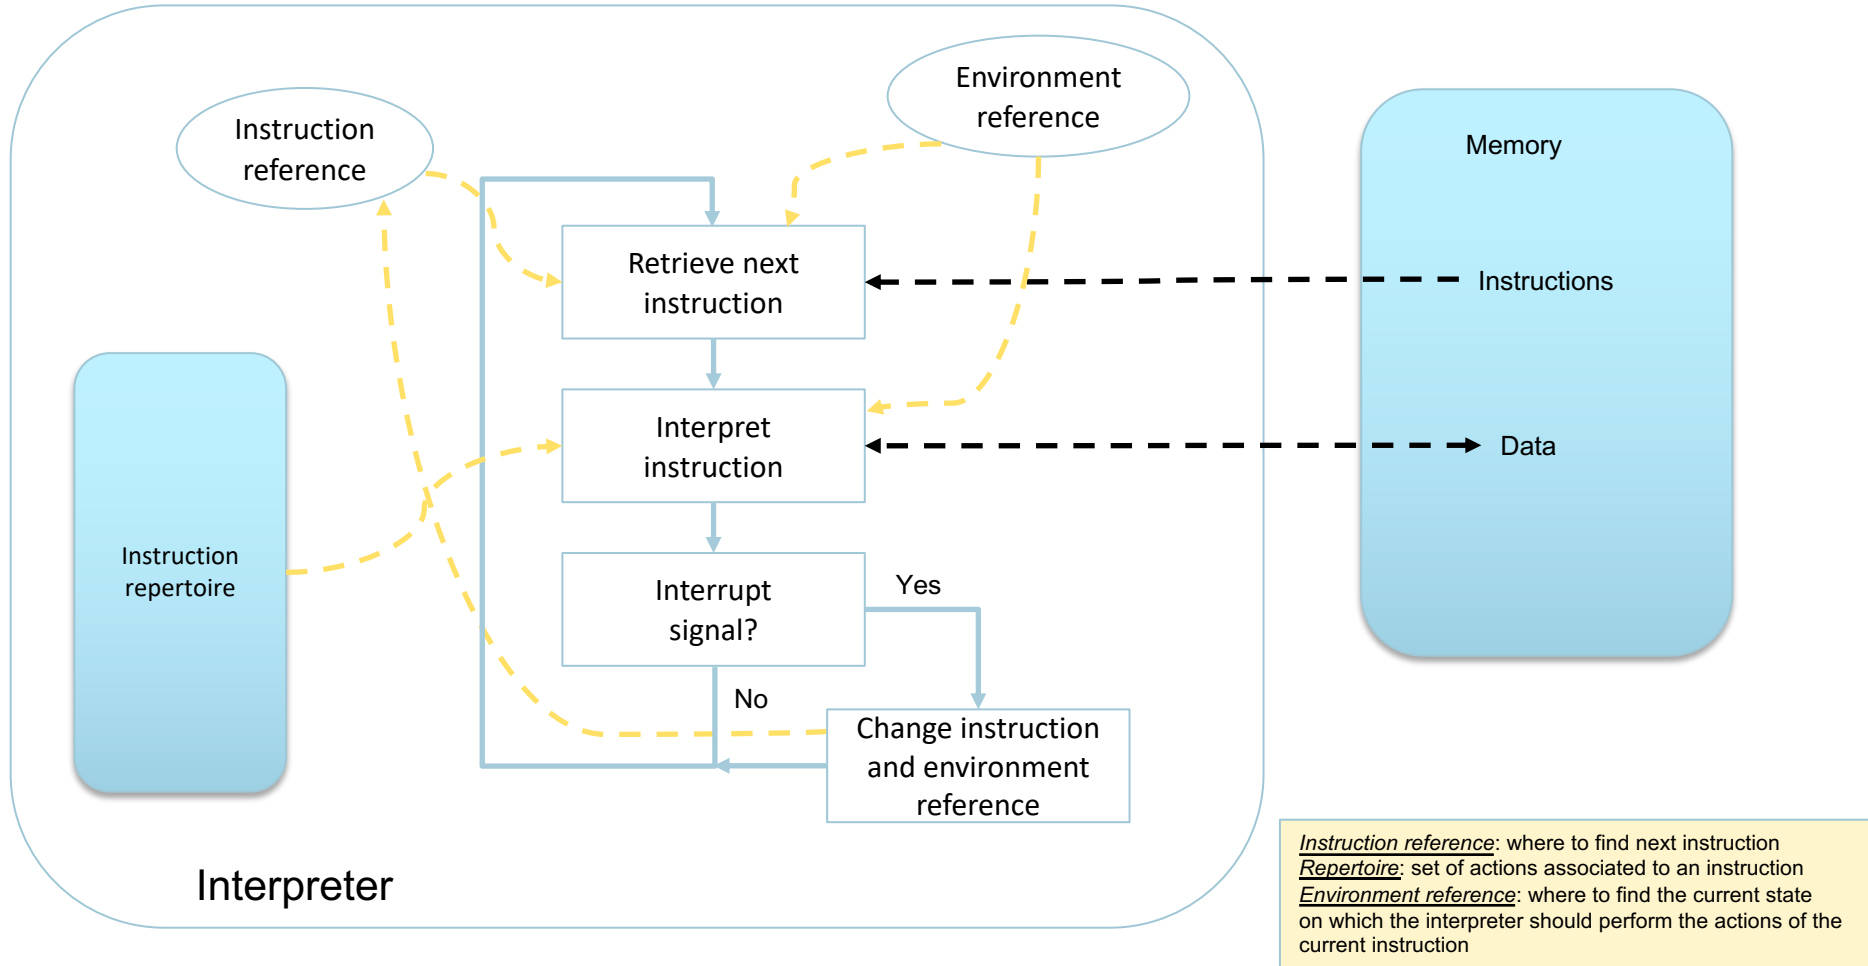 Environment
reference
Instruction
reference
Memory
Retrieve next
instruction
Instructions
Interpret
instruction
Data
Instruction
repertoire
Interrupt
signal?
Yes
No
Change instruction
and environment
reference
Interpreter
Instruction reference: where to find next instruction
Repertoire: set of actions associated to an instruction
Environment reference: where to find the current state
on which the interpreter should perform the actions of the
current instruction